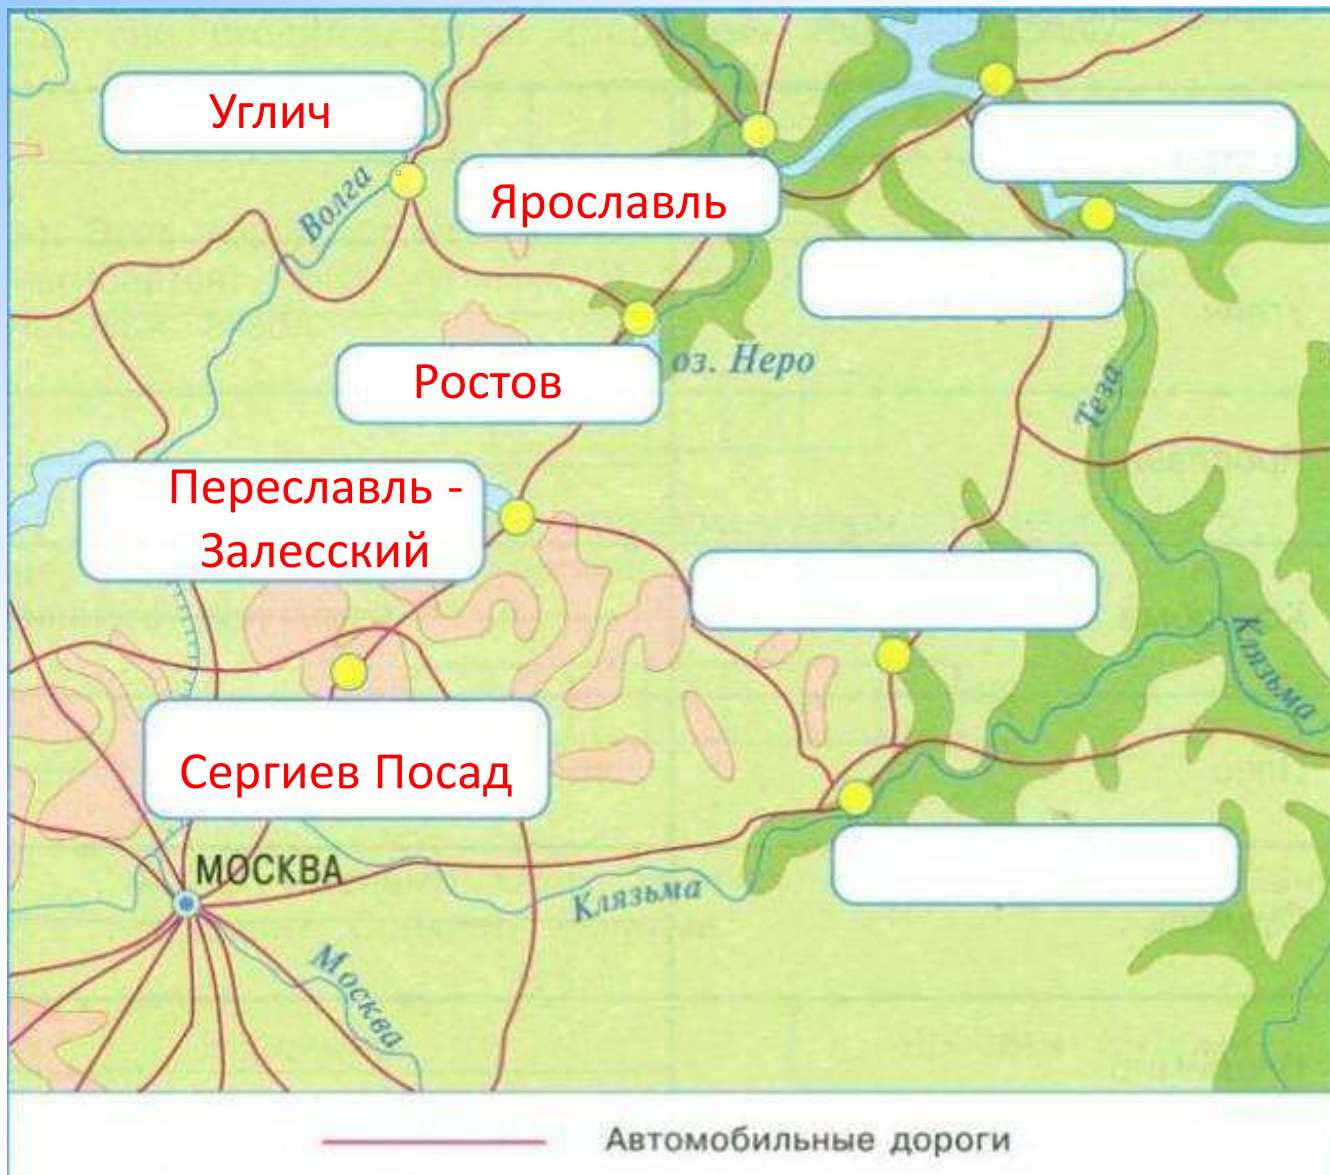 Углич
Волга
Ярославль
оз. Неро
Ростов
Теза
Переславль -
Залесский
Клязьма
Сергиев Посад
МОСКВА
Клязьма
Москва
Автомобильные дороги